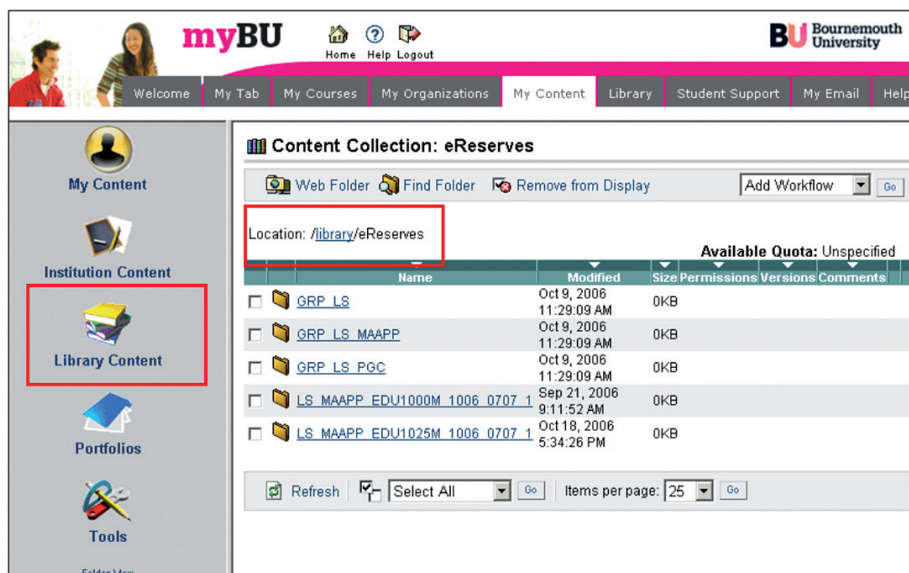 myBU
Home Help Logout
BU Bournemouth University
Welcome My Tab My Courses My Organizations My Content Library Student Support My Email Help
My Content
Institution Content
Library Content
Portfolios
Tools
Folder View
Content Collection: eReserves
Web Folder Find Folder Remove from Display Add Workflow Go
Location: /library/eReserves
Available Quota: Unspecified
Name Modified Size Permissions Versions Comments
GRP_LS Oct 9, 2006 11:29:09 AM 0KB
GRP_LS_MAAPP Oct 9, 2006 11:29:09 AM 0KB
GRP_LS_PGC Oct 9, 2006 11:29:09 AM 0KB
LS_MAAPP_EDU1000M_1006_0707_1 Sep 21, 2006 9:11:52 AM 0KB
LS_MAAPP_EDU1025M_1006_0707_1 Oct 18, 2006 5:34:26 PM 0KB
Refresh Select All Go Items per page: 25 Go